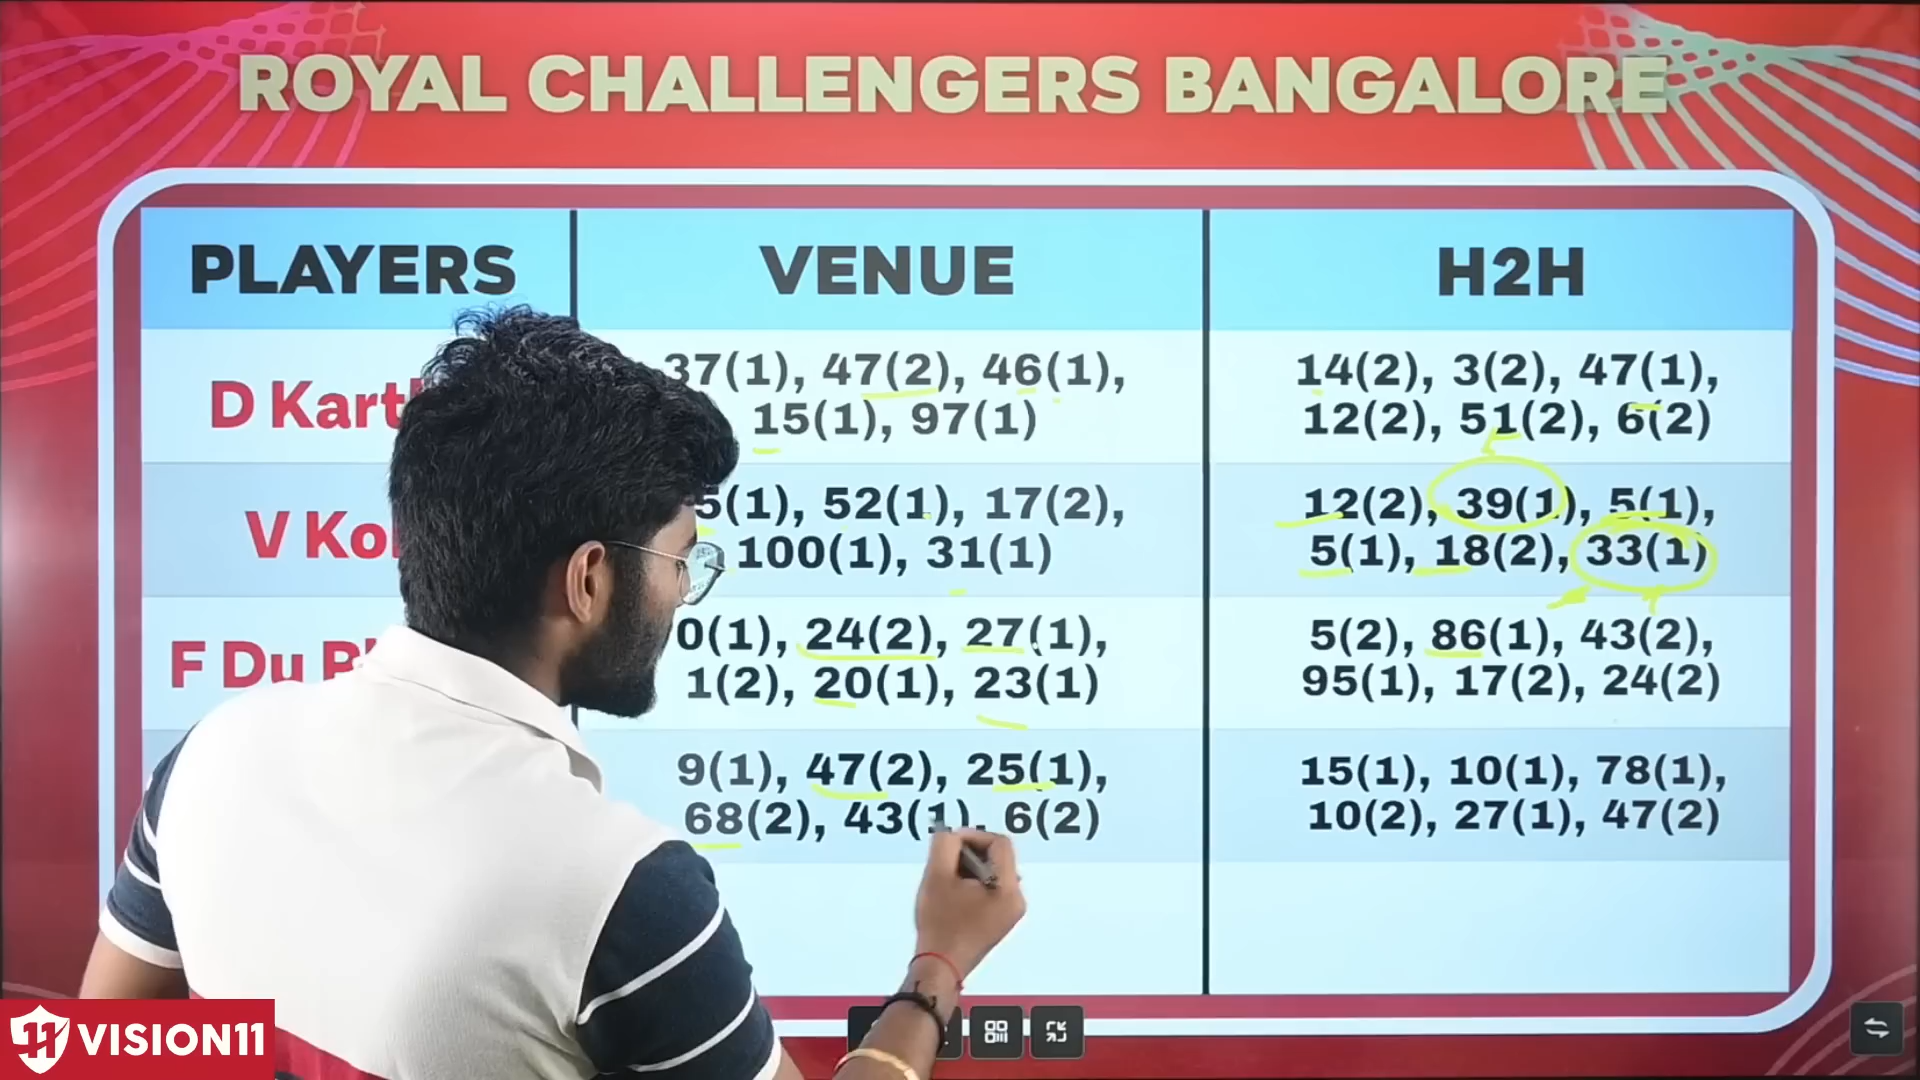 ROYAL CHALLENGERS BANGALORE
PLAYERS VENUE H2H
D Kart 37(1), 47(2), 46(1), 14(2), 3(2), 47(1),
15(1), 97(1) 12(2), 51(2), 6(2)
V Ko 5(1), 52(1), 17(2), 12(2), 39(1), 5(1),
100(1), 31(1) 5(1), 18(2), 33(1)
F Du 0(1), 24(2), 27(1), 5(2), 86(1), 43(2),
1(2), 20(1), 23(1) 95(1), 17(2), 24(2)
9(1), 47(2), 25(1), 15(1), 10(1), 78(1),
68(2), 43(1), 6(2) 10(2), 27(1), 47(2)
VISION11